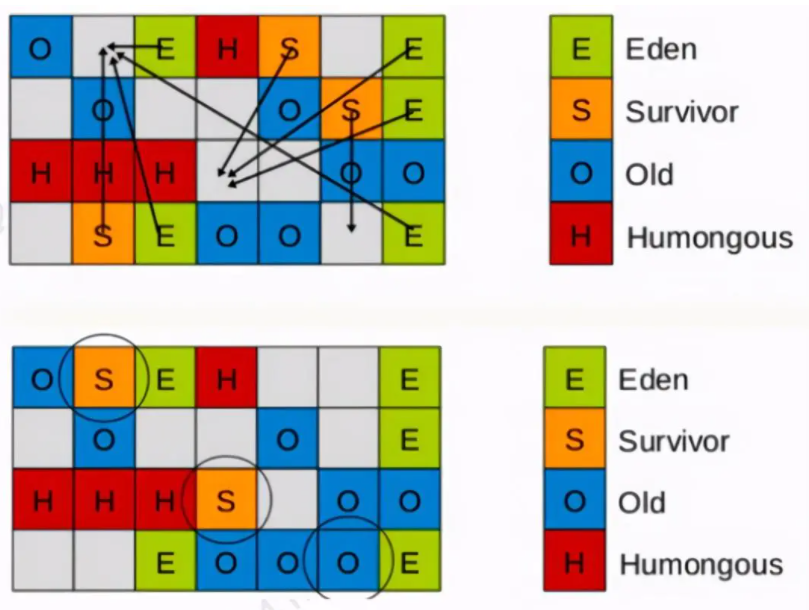 O E H S E
O O S E
H H H O O
S E O O E
E Eden
S Survivor
O Old
H Humongous
O S E H E
O O E
H H H S O O
E O O O E
E Eden
S Survivor
O Old
H Humongous